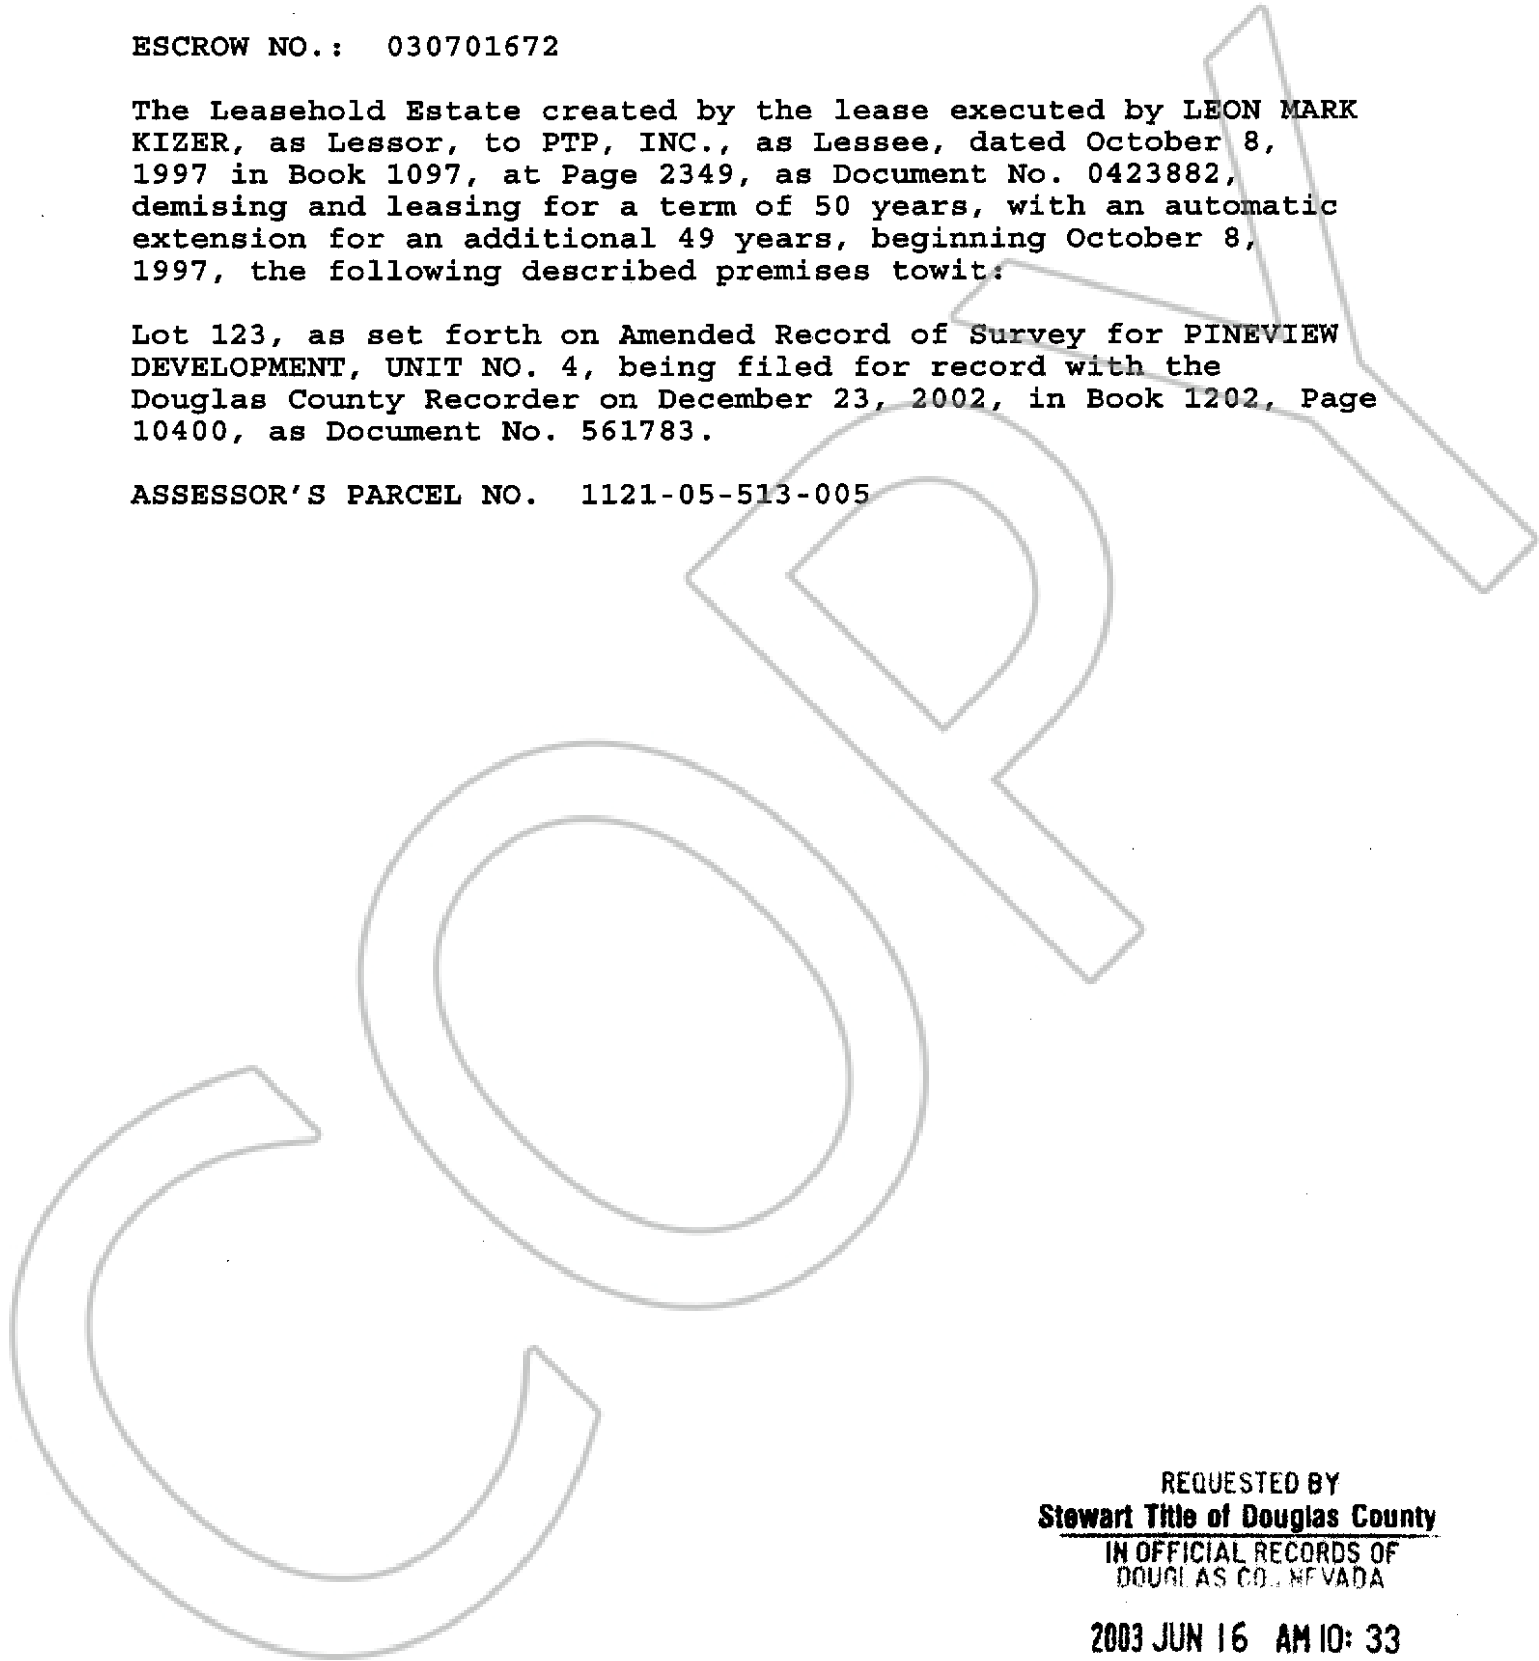 ESCROW NO.: 030701672
The Leasehold Estate created by the lease executed by LEON MARK
KIZER, as Lessor, to PTP, INC., as Lessee, dated October 8,
1997 in Book 1097, at Page 2349, as Document No. 0423882,
demising and leasing for a term of 50 years, with an automatic
extension for an additional 49 years, beginning October 8,
1997, the following described premises towit:
Lot 123, as set forth on Amended Record of Survey for PINEVIEW
DEVELOPMENT, UNIT NO. 4, being filed for record with the
Douglas County Recorder on December 23, 2002, in Book 1202, Page
10400, as Document No. 561783.
ASSESSOR'S PARCEL NO. 1121-05-513-005
COPY
REQUESTED BY
Stewart Title of Douglas County
IN OFFICIAL RECORDS OF
DOUGLAS CO., NEVADA
2003 JUN 16 AM 10: 33